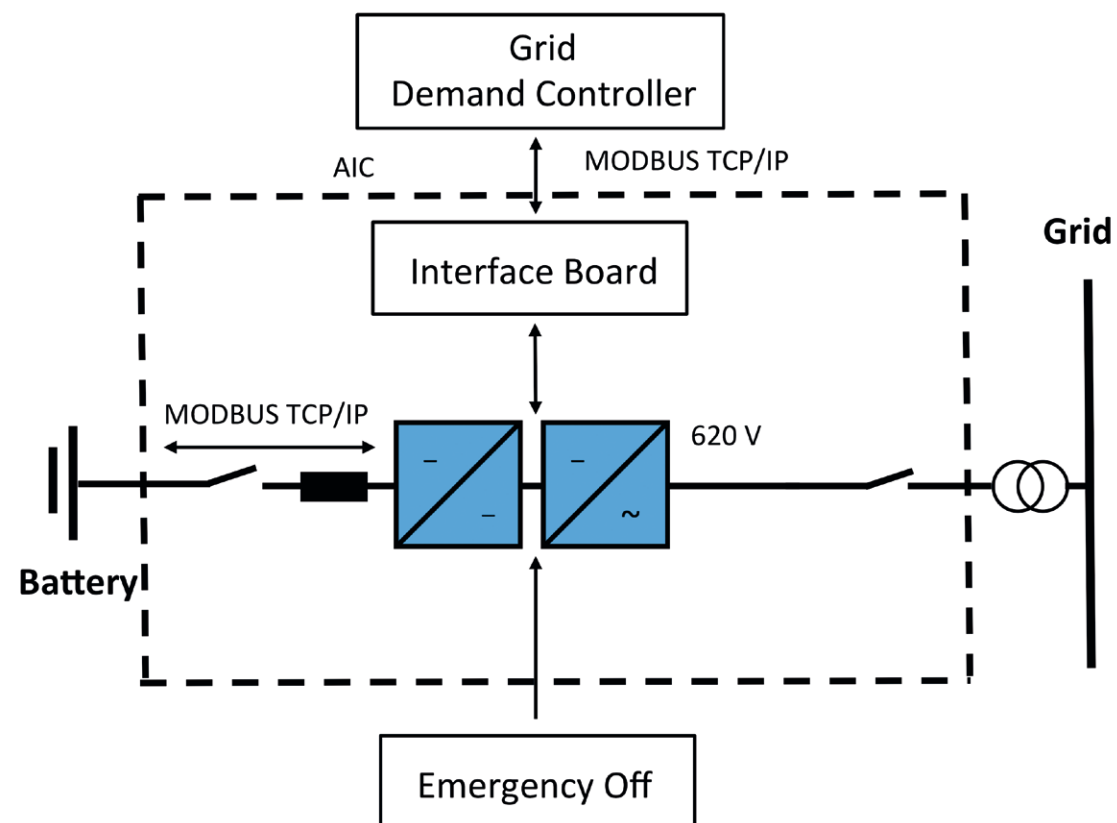 Grid
Demand Controller
AIC
MODBUS TCP/IP
Grid
Interface Board
MODBUS TCP/IP
620 V
–
–
–
~
Battery
Emergency Off